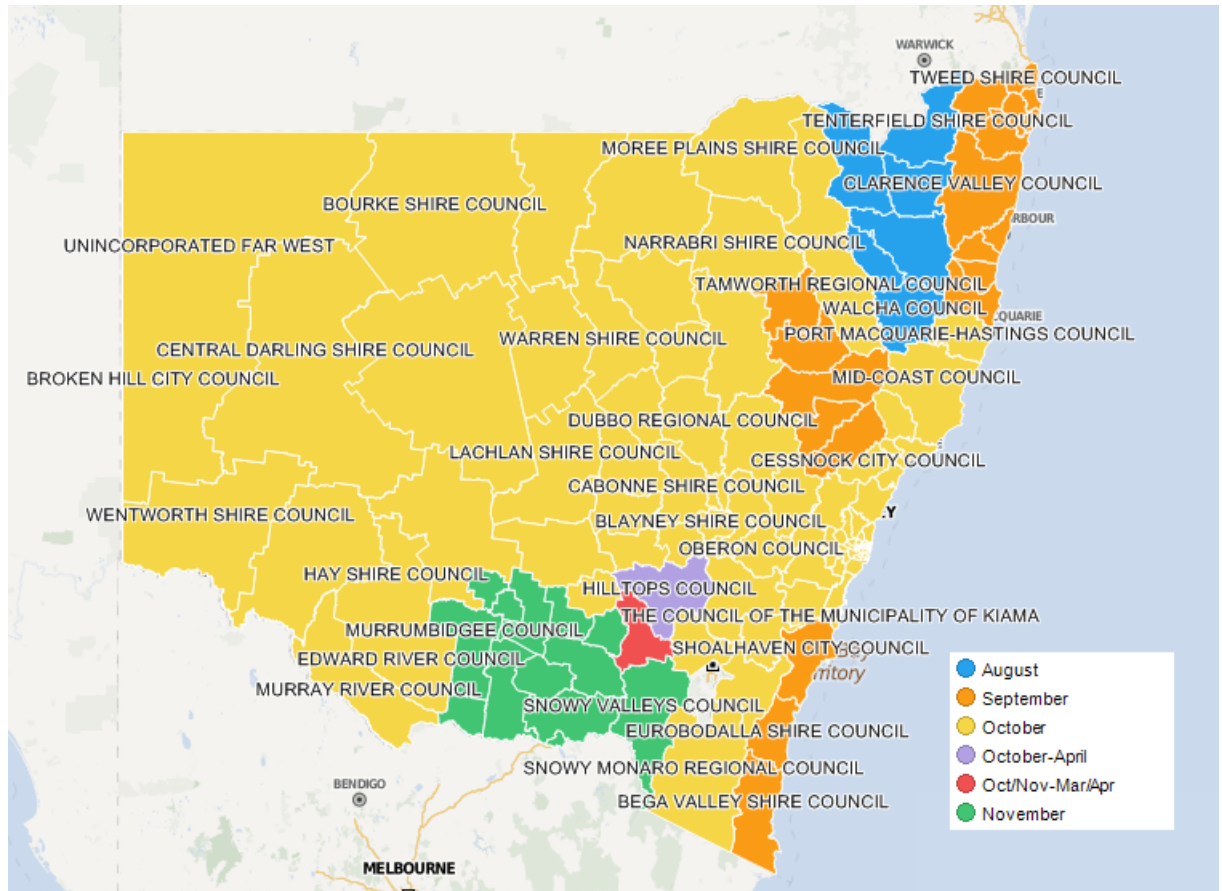 WARWICK
TWEED SHIRE COUNCIL
E
TENTERFIELD SHIRE COUNCIL
MOREE PLAINS SHIRE COUNCIL
CLARENCE VALLEY COUNCIL
BOURKE SHIRE COUNCIL
RBOUR
UNINCORPORATED FAR WEST
NARRABRI SHIRE COUNCIL
TAMWORTH REGIONAL COUNCIL
WALCHA COUNCIL
CQUARIE
PORT MACQUARIE-HASTINGS COUNCIL
WARREN SHIRE COUNCIL
CENTRAL DARLING SHIRE COUNCIL
BROKEN HILL CITY COUNCIL
MID-COAST COUNCIL
DUBBO REGIONAL COUNCIL
E
LACHLAN SHIRE COUNCIL
CESSNOCK CITY COUNCIL
CABONNE SHIRE COUNCIL
WENTWORTH SHIRE COUNCIL
BLAYNEY SHIRE COUNCIL
EY
OBERON COUNCIL
HAY SHIRE COUNCIL
HILLTOPS COUNCIL
THE COUNCIL OF THE MUNICIPALITY OF KIAMA
MURRUMBIDGEE COUNCIL
SHOALHAVEN CITY COUNCIL
Bay
EDWARD RIVER COUNCIL
rritory
MURRAY RIVER COUNCIL
SNOWY VALLEYS COUNCIL
EUROBODALLA SHIRE COUNCIL
SNOWY MONARO REGIONAL COUNCIL
BENDIGO
BEGA VALLEY SHIRE COUNCIL
MELBOURNE
August
September
October
October-April
Oct/Nov-Mar/Apr
November